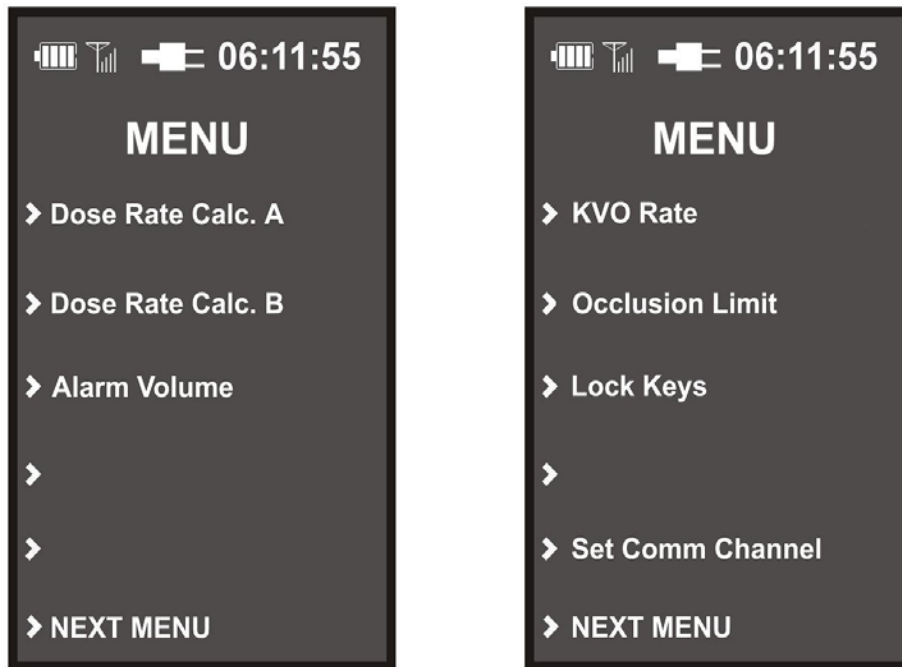 06:11:55
MENU
Dose Rate Calc. A
Dose Rate Calc. B
Alarm Volume
NEXT MENU
06:11:55
MENU
KVO Rate
Occlusion Limit
Lock Keys
Set Comm Channel
NEXT MENU